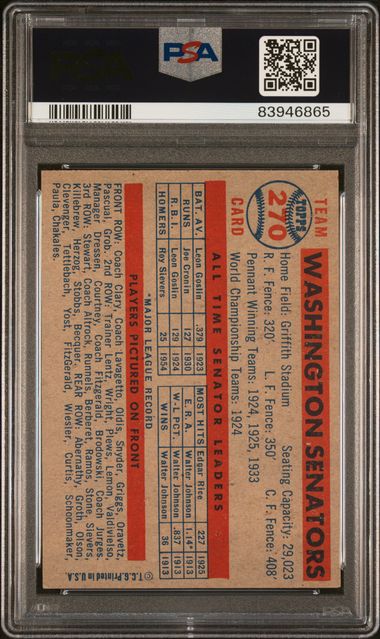 PSA
PSA
83946865
TEAM
TOPPS
270
CARD
WASHINGTON SENATORS
Home Field: Griffith Stadium Seating Capacity: 29,023
R. F. Fence: 320' L. F. Fence: 350' C. F. Fence: 408'
Pennant Winning Teams: 1924, 1925, 1933
World Championship Teams: 1924
ALL TIME SENATOR LEADERS
BAT. AV. Leon Goslin .379 1923 MOST HITS Edgar Rice 227 1925
RUNS Joe Cronin 127 1930 E. R. A. Walter Johnson 1.14* 1913
R. B. I. Leon Goslin 129 1924 W-L PCT. Walter Johnson .837 1913
HOMERS Roy Sievers 25 1954 WINS Walter Johnson 36 1913
*MAJOR LEAGUE RECORD
PLAYERS PICTURED ON FRONT
FRONT ROW: Coach Clary, Coach Lavagetto, Olds, Snyder, Griggs, Oravetz,
Pascual, Grob. 2nd ROW: Trainer Lentz, Wright, Plews, Lemon, Valdivielso,
Manager Dressen, Courtney, Coach Fitzgerald, Brodowski, Coach Jurges.
3rd ROW: Stewart, Coach Altrock, Runnels, Berberet, Ramos, Stone, Sievers,
Killebrew, Herzog, Stobbs, Becquer. REAR ROW: Abernathy, Groth, Olson,
Clevenger, Tettlebach, Yost, FitzGerald, Wiesler, Curtis, Schoonmaker,
Paula, Chakales.
© T. C. G. Printed In U.S.A.